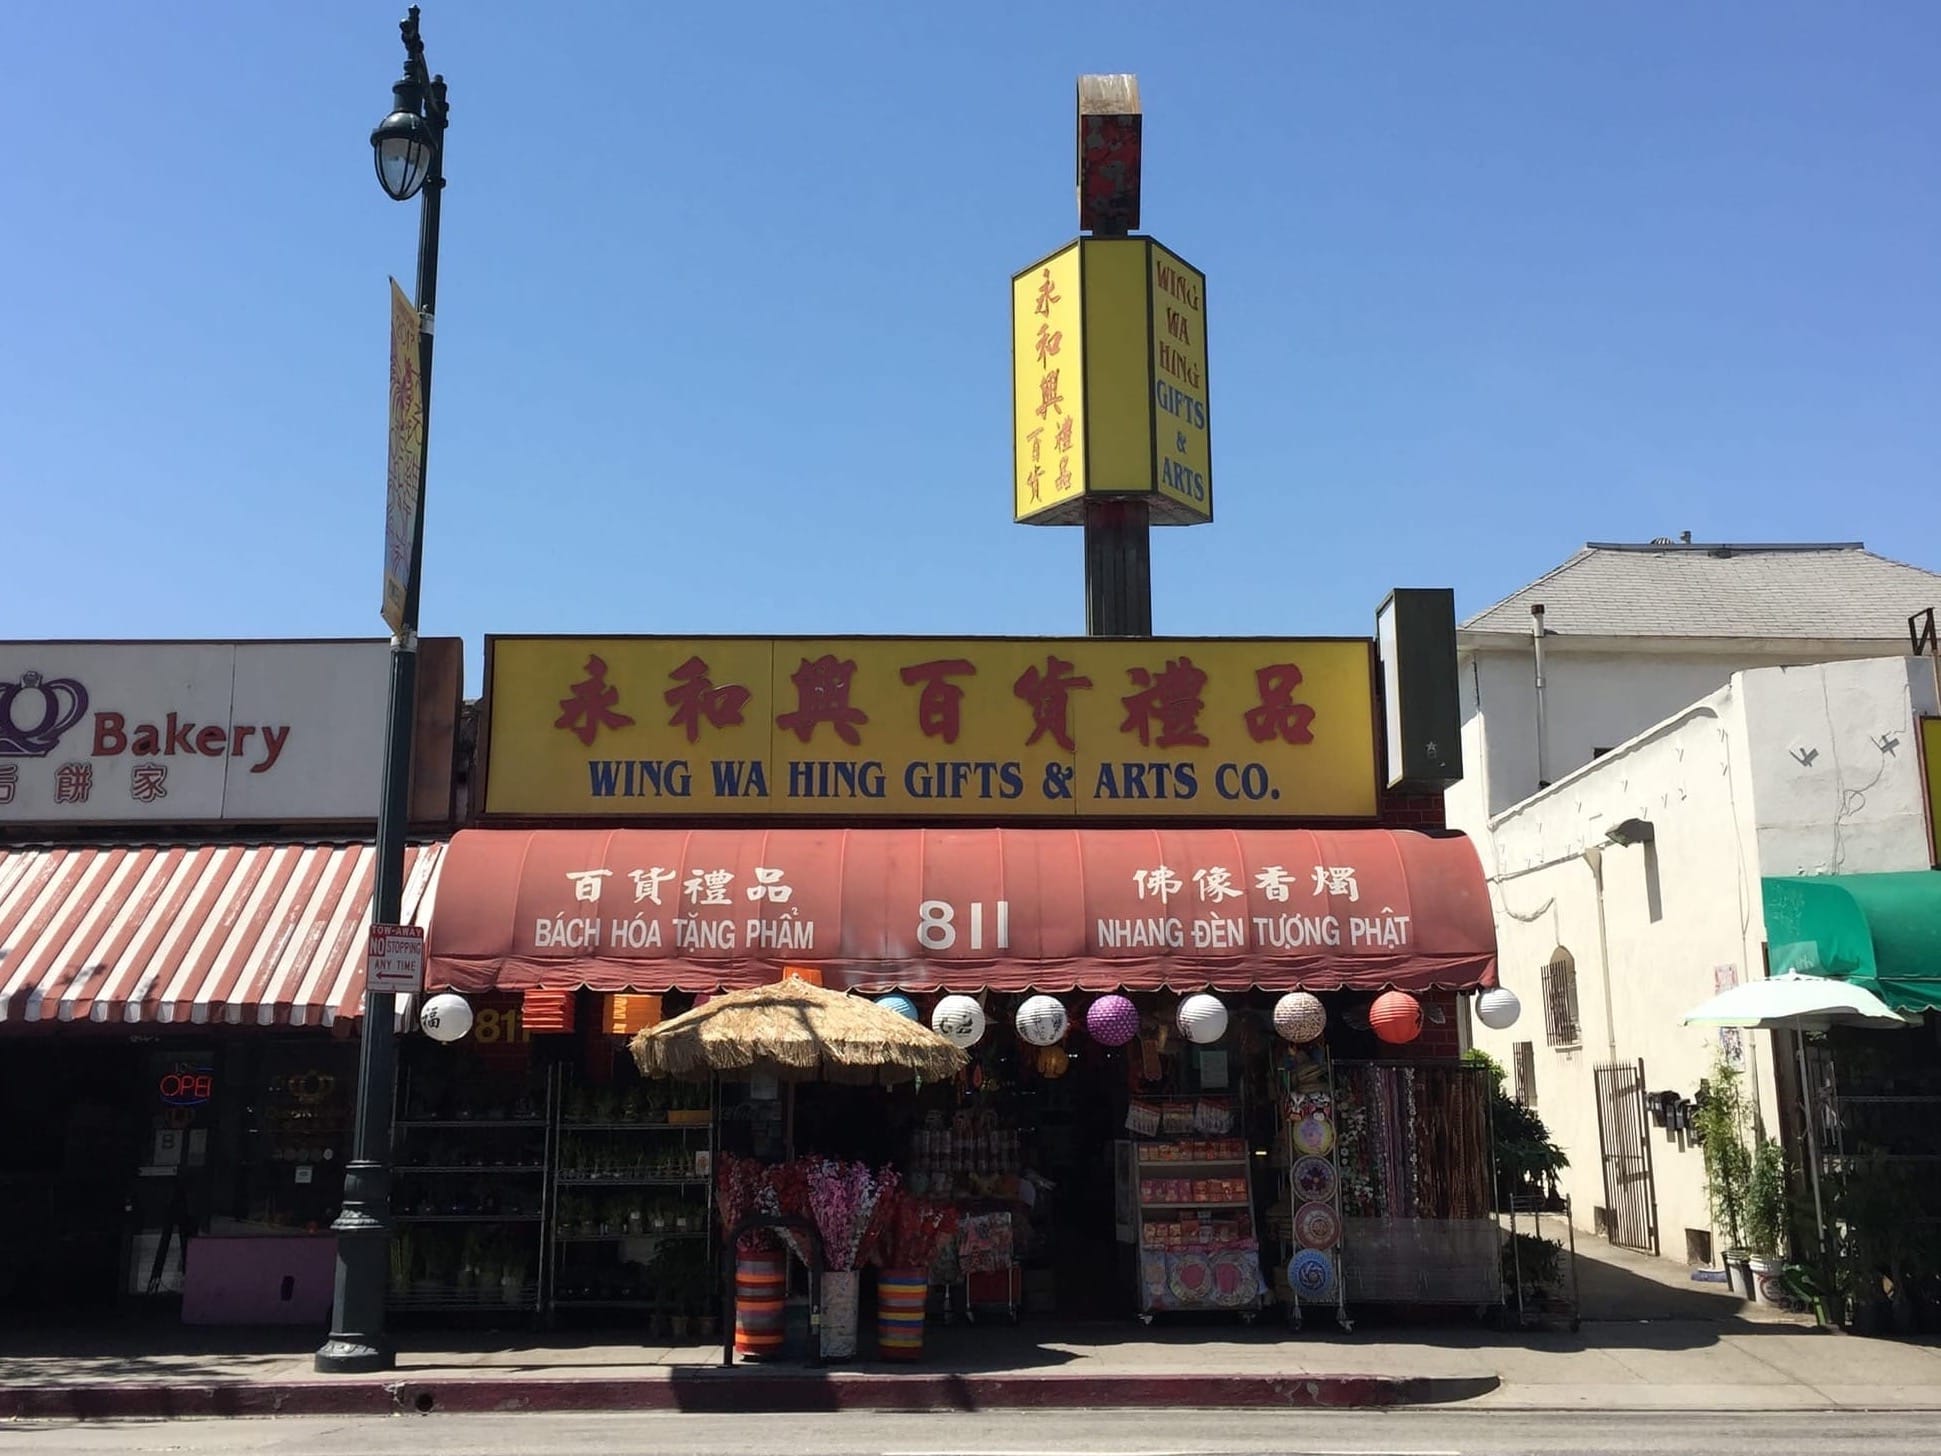 永和興
百貨
禮品
WING
WA
HING
GIFTS
&
ARTS
Bakery
后餅家
永和興百貨禮品
WING WA HING GIFTS & ARTS CO.
百貨禮品
BÁCH HÓA TẶNG PHẨM
811
佛像香燭
NHANG ĐÈN TƯỢNG PHẬT
TOW-AWAY
NO STOPPING
ANY TIME
福
811
OPEN
B